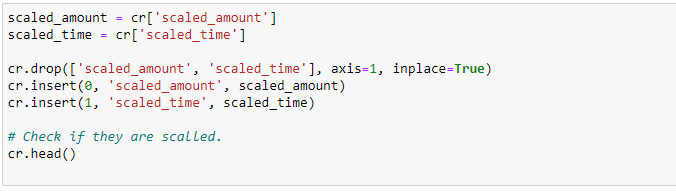 scaled_amount = cr['scaled_amount']
scaled_time = cr['scaled_time']
cr.drop(['scaled_amount', 'scaled_time'], axis=1, inplace=True)
cr.insert(0, 'scaled_amount', scaled_amount)
cr.insert(1, 'scaled_time', scaled_time)
# Check if they are scalled.
cr.head()